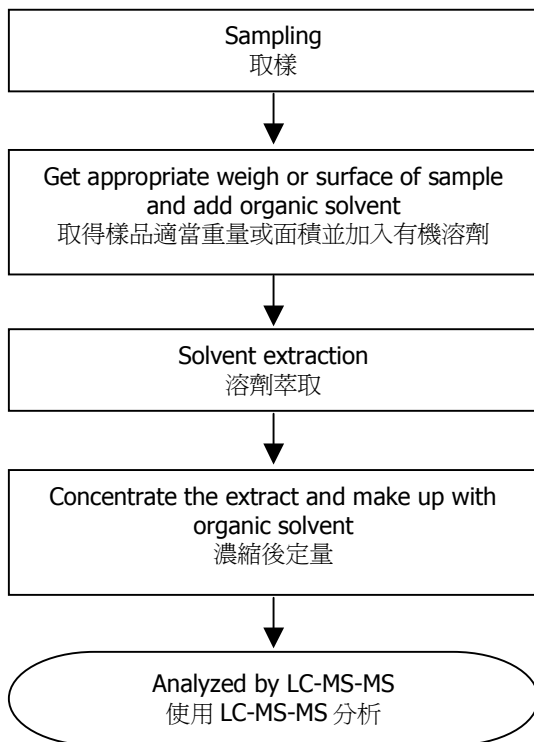 Sampling
取樣
Get appropriate weigh or surface of sample
and add organic solvent
取得樣品適當重量或面積並加入有機溶劑
Solvent extraction
溶劑萃取
Concentrate the extract and make up with
organic solvent
濃縮後定量
Analyzed by LC-MS-MS
使用 LC-MS-MS 分析